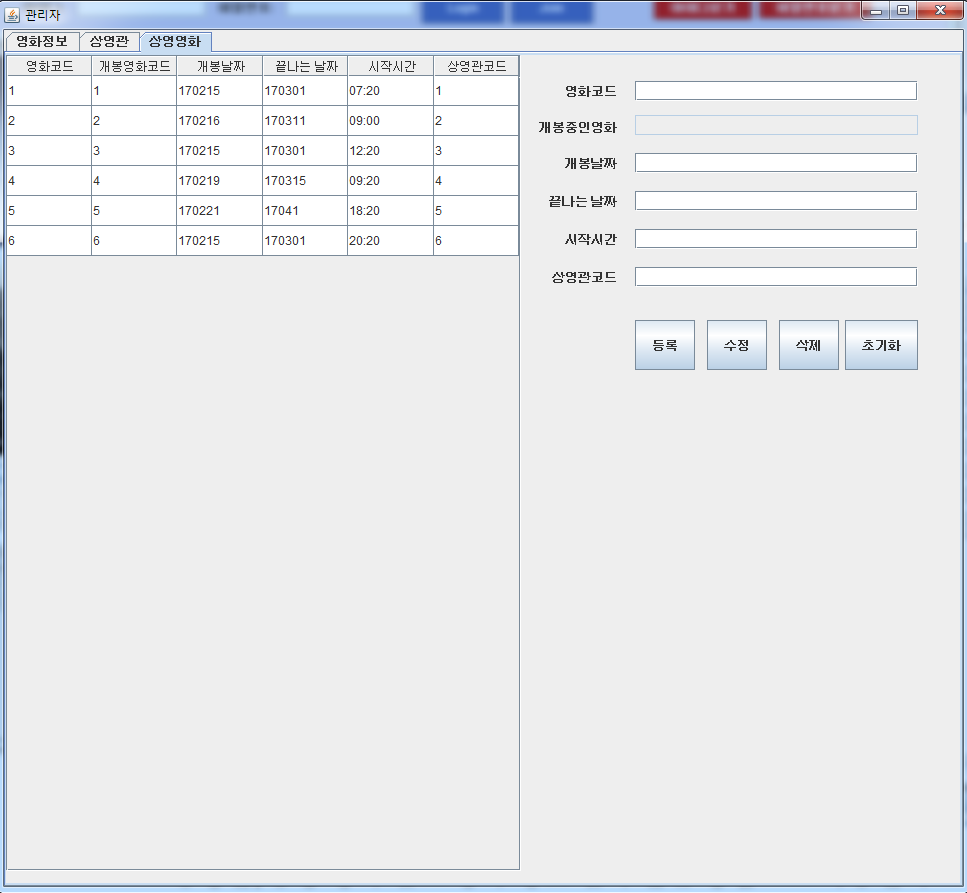 관리자
영화정보 상영관 상영영화
영화코드 개봉영화코드 개봉날짜 끝나는 날짜 시작시간 상영관코드
1 1 170215 170301 07:20 1
2 2 170216 170311 09:00 2
3 3 170215 170301 12:20 3
4 4 170219 170315 09:20 4
5 5 170221 17041 18:20 5
6 6 170215 170301 20:20 6
영화코드
개봉중인영화
개봉날짜
끝나는 날짜
시작시간
상영관코드
등록 수정 삭제 초기화